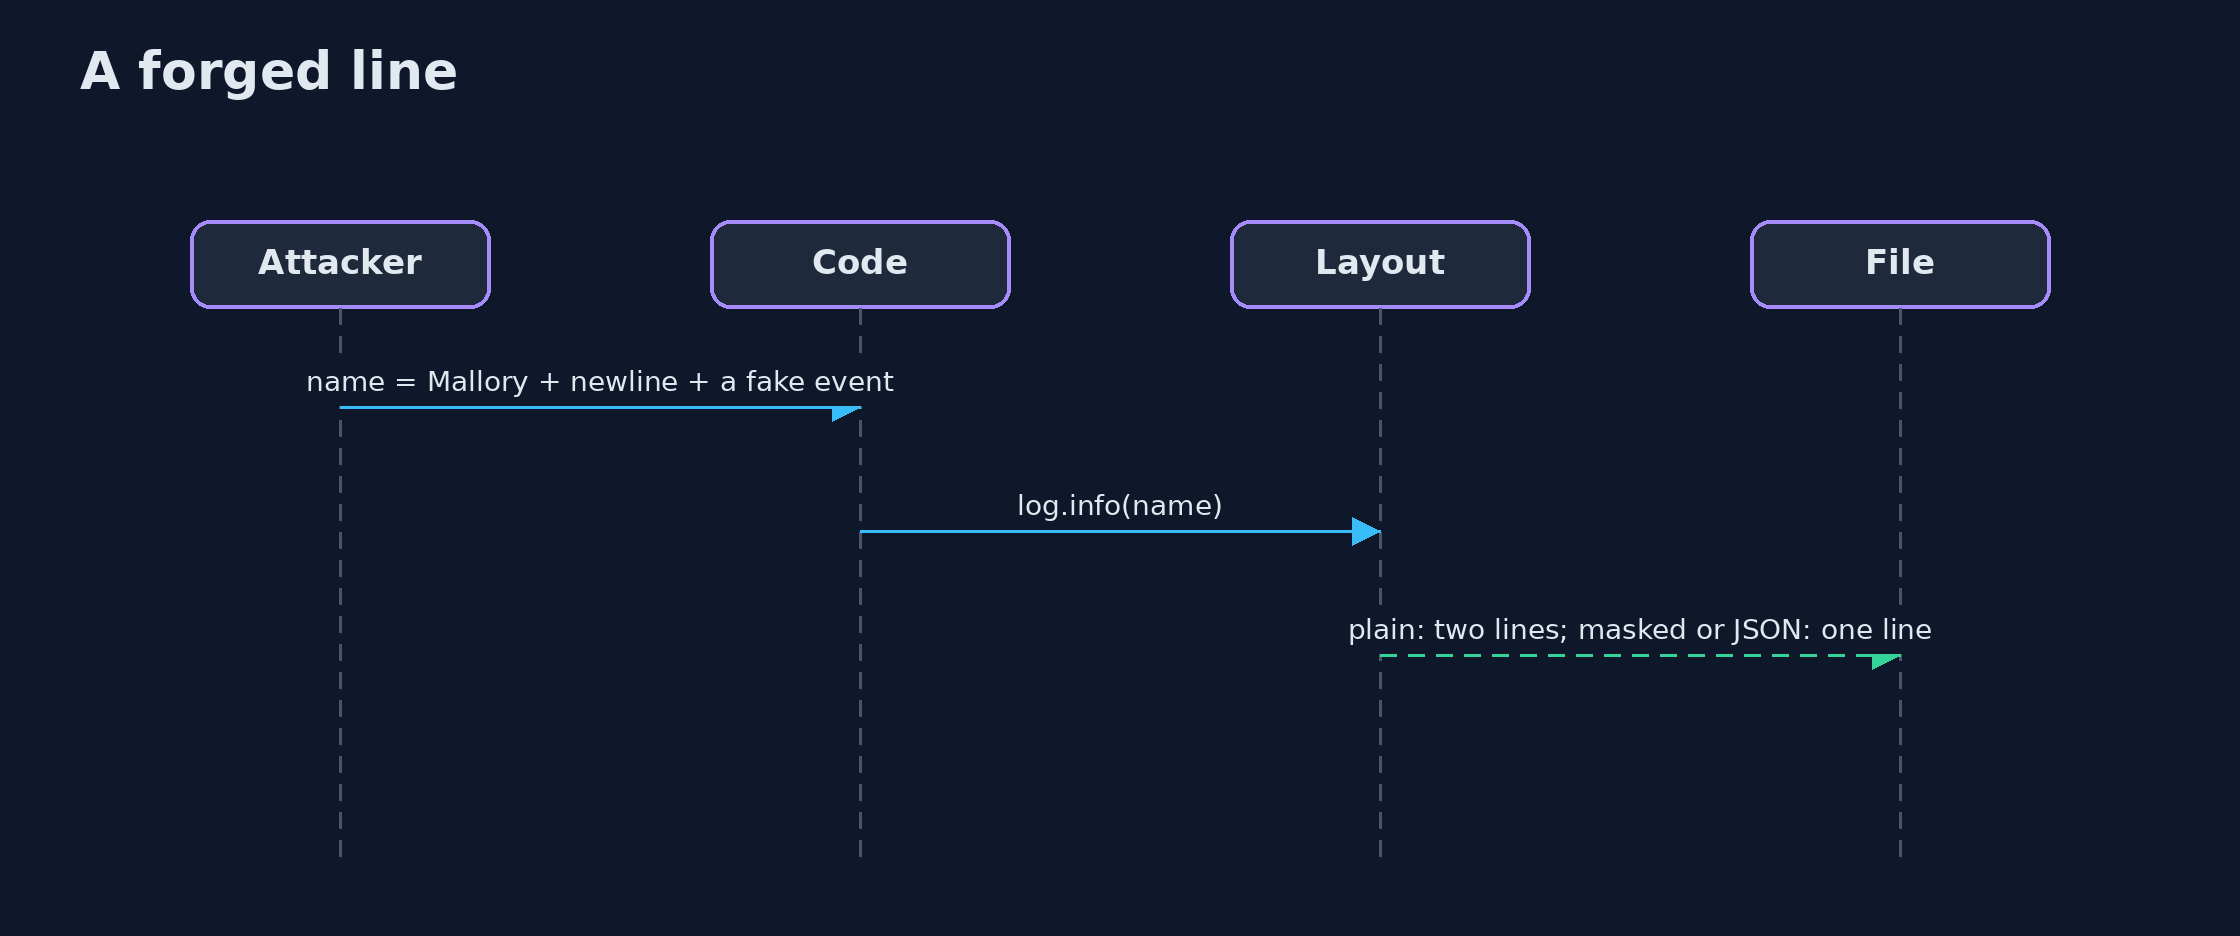 A forged line
Attacker
Code
Layout
File
name = Mallory + newline + a fake event
log.info(name)
plain: two lines; masked or JSON: one line